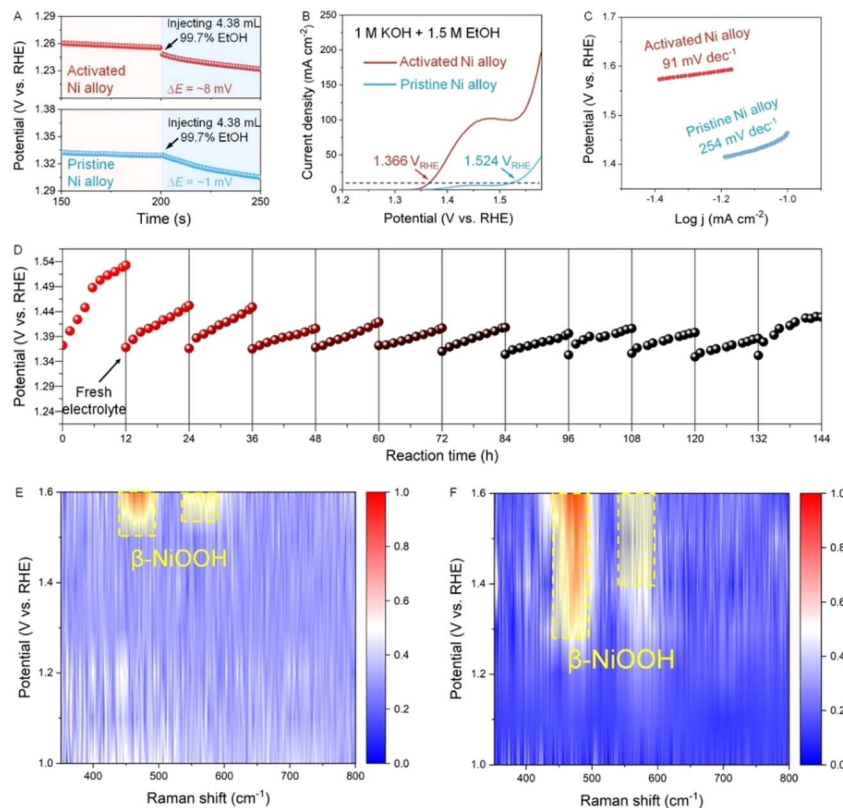 A
Potential (V vs. RHE)
1.29
1.26
1.23
Injecting 4.38 mL
99.7% EtOH
Activated
Ni alloy
ΔE = ~8 mV
1.38
1.35
1.32
1.29
Injecting 4.38 mL
99.7% EtOH
Pristine
Ni alloy
ΔE = ~1 mV
150
200
250
Time (s)
B
Current density (mA cm-2)
200
150
100
50
0
1 M KOH + 1.5 M EtOH
Activated Ni alloy
Pristine Ni alloy
1.366 VRHE
1.524 VRHE
1.2
1.3
1.4
1.5
Potential (V vs. RHE)
C
Potential (V vs. RHE)
1.7
1.6
1.5
1.4
Activated Ni alloy
91 mV dec-1
Pristine Ni alloy
254 mV dec-1
-1.4
-1.2
-1.0
Log j (mA cm-2)
D
Potential (V vs. RHE)
1.54
1.44
1.39
1.34
1.24
Fresh
electrolyte
0 12 24 36 48 60 72 84 96 108 120 132 144
Reaction time (h)
E
Potential (V vs. RHE)
1.6
1.4
1.2
1.0
β-NiOOH
400 500 600 700 800
Raman shift (cm-1)
1.0
0.8
0.6
0.4
0.2
0.0
F
Potential (V vs. RHE)
1.6
1.4
1.2
1.0
β-NiOOH
400 500 600 700 800
Raman shift (cm-1)
1.0
0.8
0.6
0.4
0.2
0.0